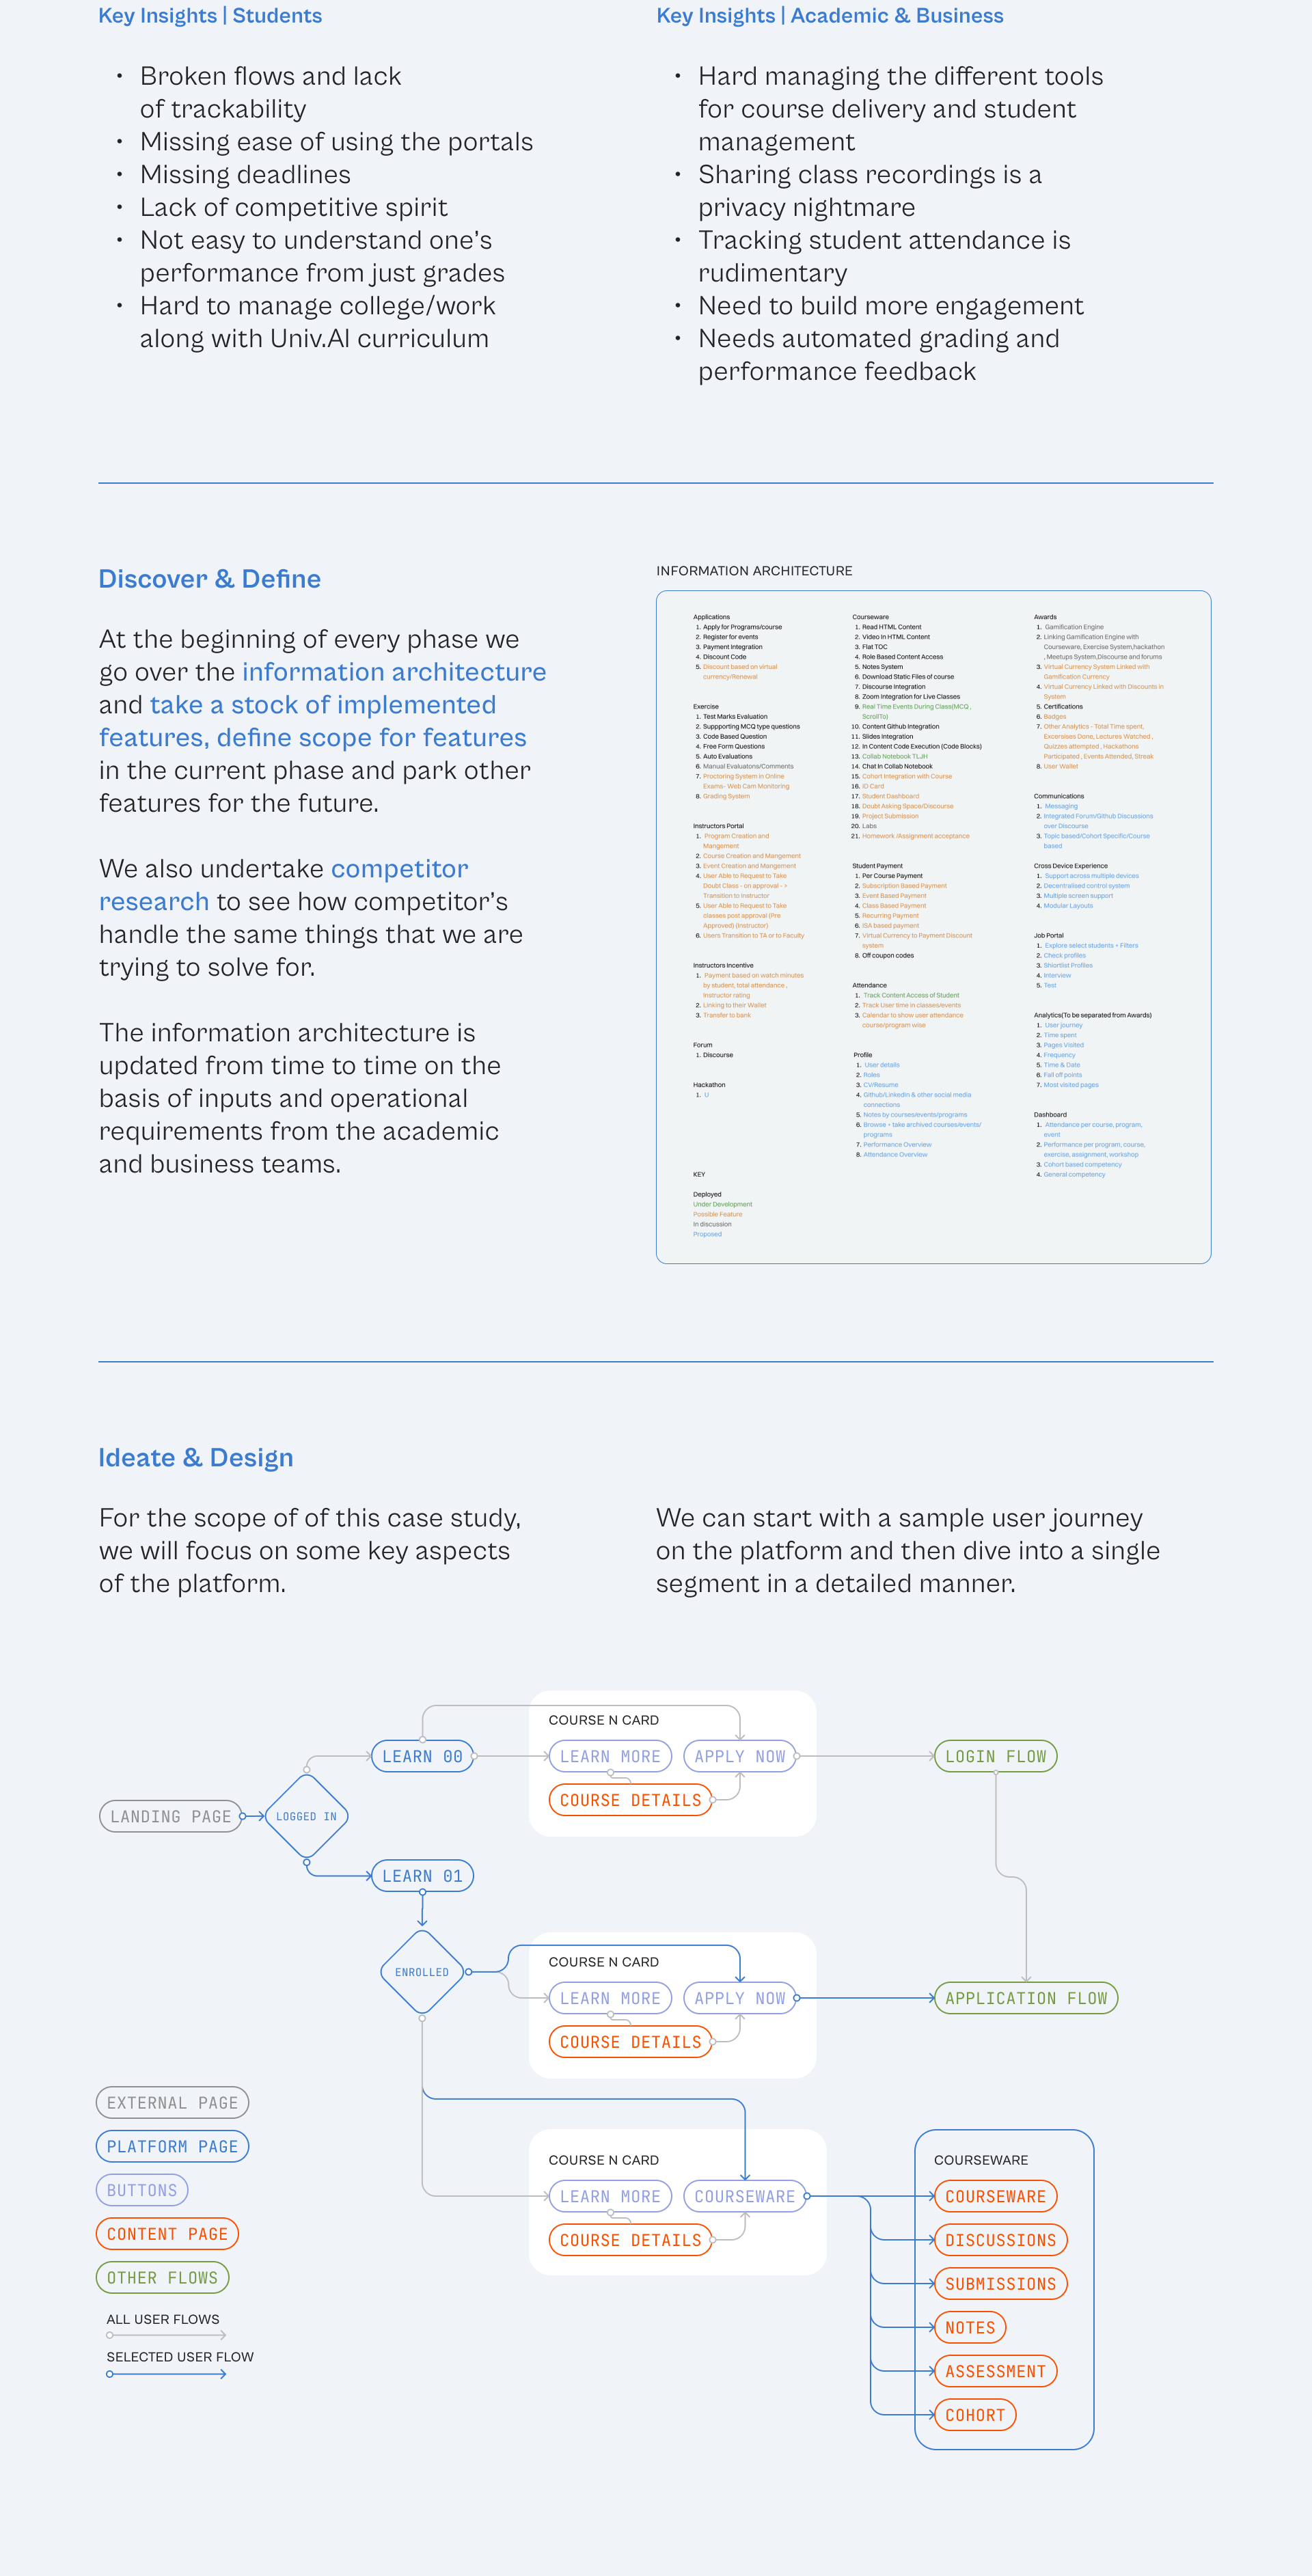 Key Insights | Students
• Broken flows and lack
of trackability
• Missing ease of using the portals
• Missing deadlines
• Lack of competitive spirit
• Not easy to understand one’s
performance from just grades
• Hard to manage college/work
along with Univ.AI curriculum
Key Insights | Academic & Business
• Hard managing the different tools
for course delivery and student
management
• Sharing class recordings is a
privacy nightmare
• Tracking student attendance is
rudimentary
• Need to build more engagement
• Needs automated grading and
performance feedback
Discover & Define
At the beginning of every phase we
go over the information architecture
and take a stock of implemented
features, define scope for features
in the current phase and park other
features for the future.
We also undertake competitor
research to see how competitor’s
handle the same things that we are
trying to solve for.
The information architecture is
updated from time to time on the
basis of inputs and operational
requirements from the academic
and business teams.
INFORMATION ARCHITECTURE
Applications
1. Apply for Programs/course
2. Register for events
3. Payment Integration
4. Discount Code
5. Discount based on virtual
currency/Renewal
Exercise
1. Test Marks Evaluation
2. Suppporting MCQ type questions
3. Code Based Question
4. Free Form Questions
5. Auto Evaluations
6. Manual Evaluatons/Comments
7. Proctoring System in Online
Exams- Web Cam Monitoring
8. Grading System
Instructors Portal
1. Program Creation and
Mangement
2. Course Creation and Mangement
3. Event Creation and Mangement
4. User Able to Request to Take
Doubt Class - on approval - >
Transition to Instructor
5. User Able to Request to Take
classes post approval (Pre
Approved) (Instructor)
6. Users Transition to TA or to Faculty
Instructors Incentive
1. Payment based on watch minutes
by student, total attendance ,
Instructor rating
2. Linking to their Wallet
3. Transfer to bank
Forum
1. Discourse
Hackathon
1. U
KEY
Deployed
Under Development
Possible Feature
In discussion
Proposed
Courseware
1. Read HTML Content
2. Video In HTML Content
3. Flat TOC
4. Role Based Content Access
5. Notes System
6. Download Static Files of course
7. Discourse Integration
8. Zoom Integration for Live Classes
9. Real Time Events During Class(MCQ ,
ScrollTo)
10. Content Github Integration
11. Slides Integration
12. In Content Code Execution (Code Blocks)
13. Collab Notebook TLJH
14. Chat In Collab Notebook
15. Cohort Integration with Course
16. ID Card
17. Student Dashboard
18. Doubt Asking Space/Discourse
19. Project Submission
20. Labs
21. Homework /Assignment acceptance
Student Payment
1. Per Course Payment
2. Subscription Based Payment
3. Event Based Payment
4. Class Based Payment
5. Recurring Payment
6. ISA based payment
7. Virtual Currency to Payment Discount
system
8. Off coupon codes
Attendance
1. Track Content Access of Student
2. Track User time in classes/events
3. Calendar to show user attendance
course/program wise
Profile
1. User details
2. Roles
3. CV/Resume
4. Github/LinkedIn & other social media
connections
5. Notes by courses/events/programs
6. Browse + take archived courses/events/
programs
7. Performance Overview
8. Attendance Overview
Awards
1. Gamification Engine
2. Linking Gamification Engine with
Courseware, Exercise System,hackathon
, Meetups System,Discourse and forums
3. Virtual Currency System Linked with
Gamification Currency
4. Virtual Currency Linked with Discounts in
System
5. Certifications
6. Badges
7. Other Analytics - Total Time spent,
Excersises Done, Lectures Watched ,
Quizzes attempted , Hackathons
Participated , Events Attended, Streak
8. User Wallet
Communications
1. Messaging
2. Integrated Forum/Github Discussions
over Discourse
3. Topic based/Cohort Specific/Course
based
Cross Device Experience
1. Support across multiple devices
2. Decentralised control system
3. Multiple screen support
4. Modular Layouts
Job Portal
1. Explore select students + Filters
2. Check profiles
3. Shiortlist Profiles
4. Interview
5. Test
Analytics(To be separated from Awards)
1. User journey
2. Time spent
3. Pages Visited
4. Frequency
5. Time & Date
6. Fall off points
7. Most visited pages
Dashboard
1. Attendance per course, program,
event
2. Performance per program, course,
exercise, assignment, workshop
3. Cohort based competency
4. General competency
Ideate & Design
For the scope of of this case study,
we will focus on some key aspects
of the platform.
We can start with a sample user journey
on the platform and then dive into a single
segment in a detailed manner.
COURSE N CARD
LEARN 00
LEARN MORE
APPLY NOW
LOGIN FLOW
COURSE DETAILS
LANDING PAGE
LOGGED IN
LEARN 01
ENROLLED
COURSE N CARD
LEARN MORE
APPLY NOW
APPLICATION FLOW
COURSE DETAILS
EXTERNAL PAGE
PLATFORM PAGE
BUTTONS
CONTENT PAGE
OTHER FLOWS
ALL USER FLOWS
SELECTED USER FLOW
COURSE N CARD
LEARN MORE
COURSEWARE
COURSE DETAILS
COURSEWARE
COURSEWARE
DISCUSSIONS
SUBMISSIONS
NOTES
ASSESSMENT
COHORT